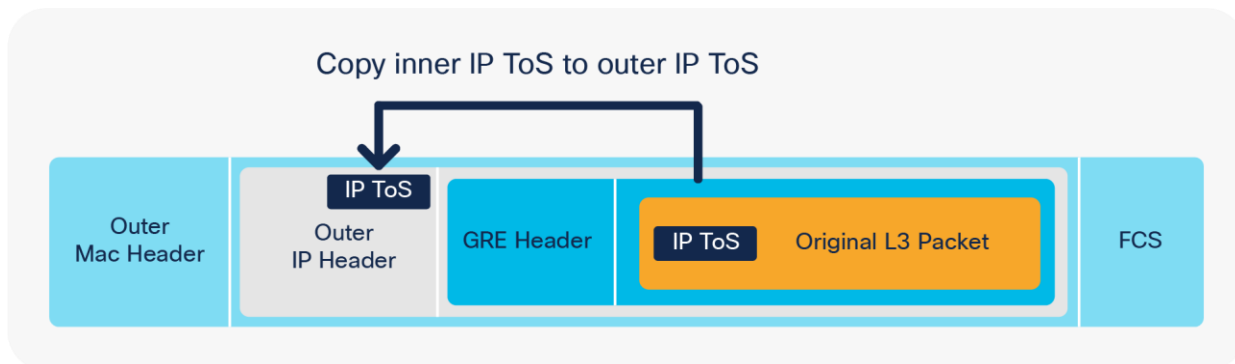 Copy inner IP ToS to outer IP ToS
Outer
Mac Header
IP ToS
Outer
IP Header
GRE Header
IP ToS
Original L3 Packet
FCS